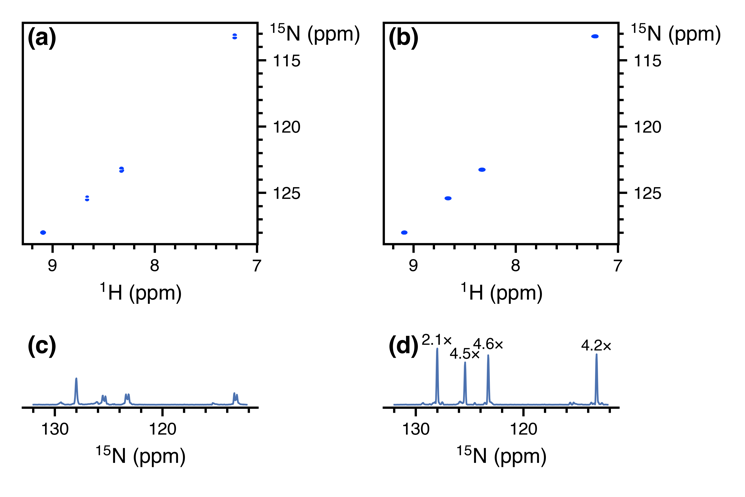 (a)
¹⁵N (ppm)
115
120
125
9 8 7
¹H (ppm)
(b)
¹⁵N (ppm)
115
120
125
9 8 7
¹H (ppm)
(c)
130 120
¹⁵N (ppm)
(d)
2.1×
4.5×
4.6×
4.2×
130 120
¹⁵N (ppm)